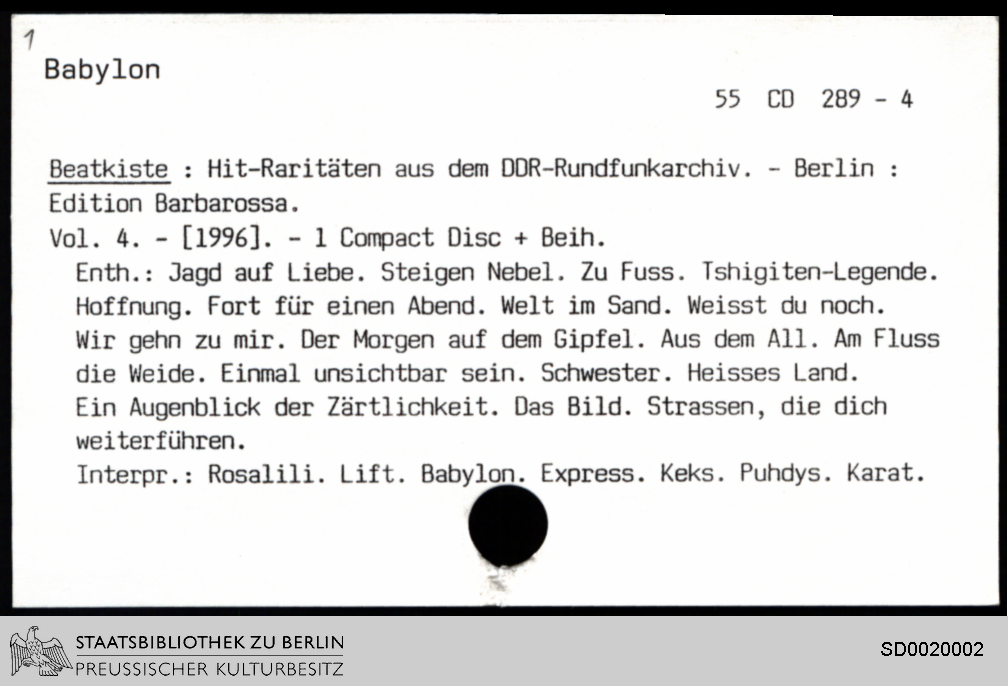 1
Babylon
55 CD 289 - 4
Beatkiste : Hit-Raritäten aus dem DDR-Rundfunkarchiv. - Berlin :
Edition Barbarossa.
Vol. 4. - [1996]. - 1 Compact Disc + Beih.
Enth.: Jagd auf Liebe. Steigen Nebel. Zu Fuss. Tshigiten-Legende.
Hoffnung. Fort für einen Abend. Welt im Sand. Weisst du noch.
Wir gehn zu mir. Der Morgen auf dem Gipfel. Aus dem All. Am Fluss
die Weide. Einmal unsichtbar sein. Schwester. Heisses Land.
Ein Augenblick der Zärtlichkeit. Das Bild. Strassen, die dich
weiterführen.
Interpr.: Rosalili. Lift. Babylon. Express. Keks. Puhdys. Karat.
STAATSBIBLIOTHEK ZU BERLIN
PREUSSISCHER KULTURBESITZ
SD0020002